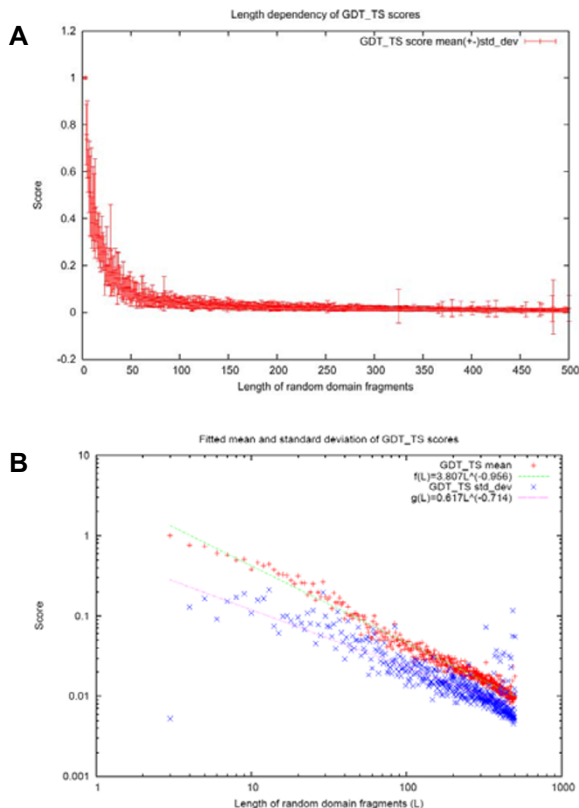 A
Length dependency of GDT_TS scores
GDT_TS score mean(+-)std_dev
1.2
1
0.8
0.6
0.4
0.2
0
-0.2
Score
0 50 100 150 200 250 300 350 400 450 500
Length of random domain fragments
B
Fitted mean and standard deviation of GDT_TS scores
GDT_TS mean
f(L)=3.807L^(-0.956)
GDT_TS std_dev
g(L)=0.617L^(-0.714)
10
1
0.1
0.01
0.001
Score
1 10 100 1000
Length of random domain fragments (L)